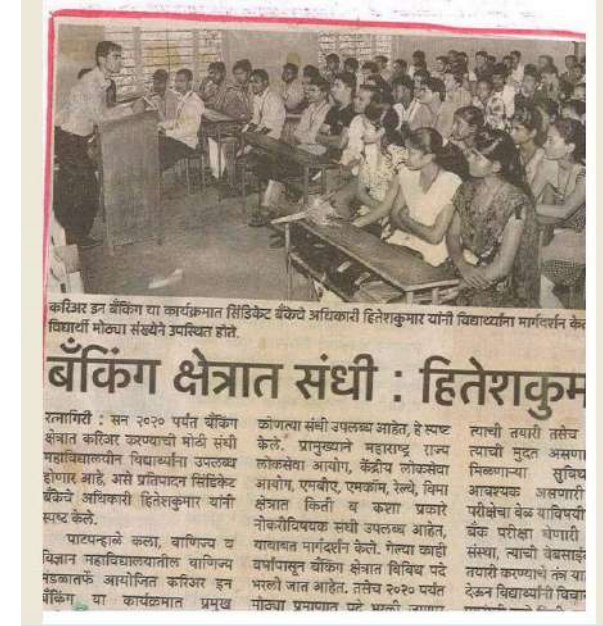 करिअर इन बँकिंग या कार्यक्रमात सिंडिकेट बँकेचे अधिकारी हितेशकुमार यांनी विद्यार्थ्यांना मार्गदर्शन केल
विद्यार्थी मोठ्या संख्येने उपस्थित होते.
बँकिंग क्षेत्रात संधी : हितेशकुम
रत्नागिरी : सन २०२० पर्यंत बँकिंग
क्षेत्रात करिअर करण्याची मोठी संधी
महाविद्यालयीन विद्यार्थ्यांना उपलब्ध
होणार आहे, असे प्रतिपादन सिंडिकेट
बँकेचे अधिकारी हितेशकुमार यांनी
स्पष्ट केले.
पाटपन्हाळे कला, वाणिज्य व
विज्ञान महाविद्यालयातील वाणिज्य
मंडळातर्फे आयोजित करिअर इन
बँकिंग या कार्यक्रमात प्रमुख
कोणत्या संधी उपलब्ध आहेत, हे स्पष्ट
केले. प्रामुख्याने महाराष्ट्र राज्य
लोकसेवा आयोग, केंद्रीय लोकसेवा
आयोग, एमबीए, एमकॉम, रेल्वे, विमा
क्षेत्रात किती व कशा प्रकारे
नोकरीविषयक संधी उपलब्ध आहेत,
याबाबत मार्गदर्शन केले. गेल्या काही
वर्षांपासून बँकिंग क्षेत्रात विविध पदे
भरली जात आहेत. तसेच २०२० पर्यंत
मोठ्या प्रमाणात पदे भरली जाणार
त्याची तयारी तसेच
त्याची मुदत असणा
मिळणाऱ्या सुविध
आवश्यक असणारी
परीक्षेचा वेळ याविषयी
बँक परीक्षा घेणारी
संस्था, त्याची वेबसाईट
तयारी करण्याचे तंत्र या
देऊन विद्यार्थ्यांनी विचा